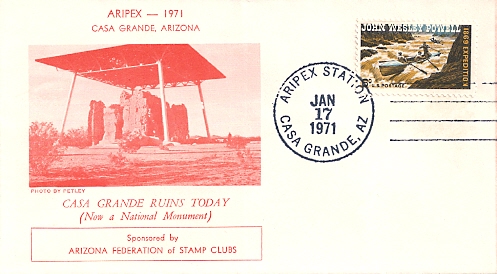 ARIPEX — 1971
CASA GRANDE, ARIZONA
PHOTO BY PETLEY
CASA GRANDE RUINS TODAY
(Now a National Monument)
Sponsored by
ARIZONA FEDERATION of STAMP CLUBS
ARIPEX STATION
JAN
17
1971
CASA GRANDE, AZ
JOHN WESLEY POWELL
1869 EXPEDITION
6c
U.S. POSTAGE